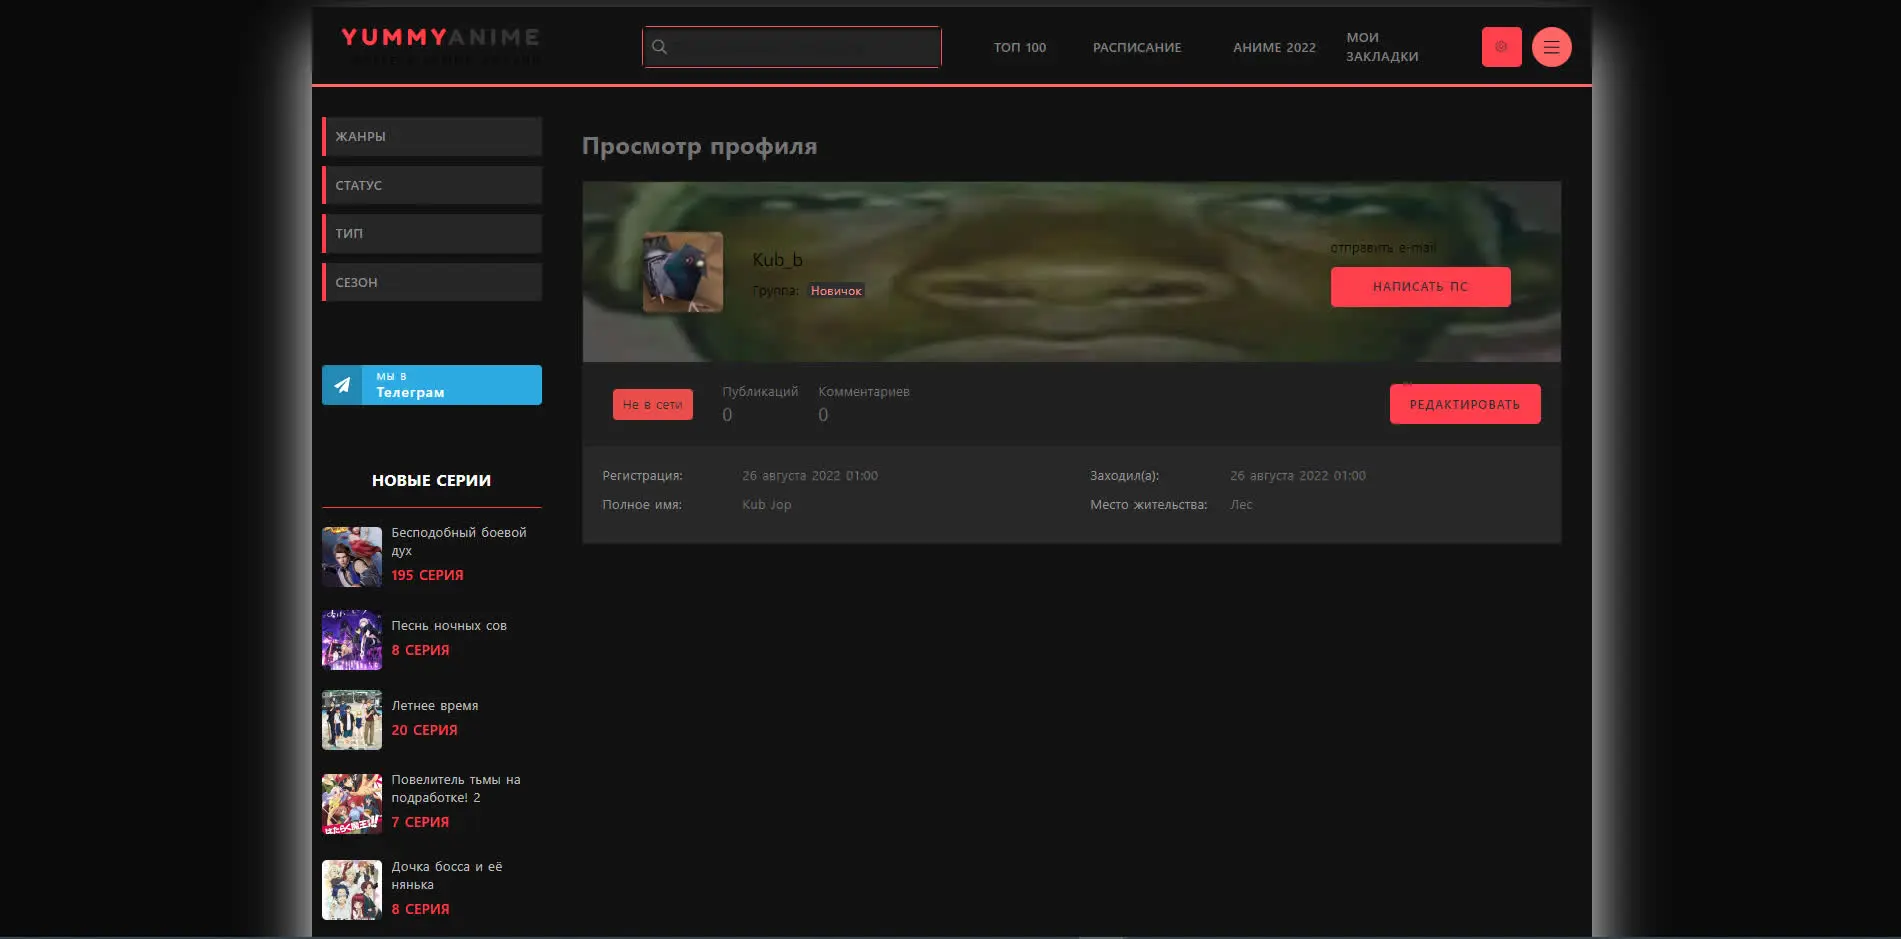 YUMMYANIME
ТОП 100
РАСПИСАНИЕ
АНИМЕ 2022
МОИ
ЗАКЛАДКИ
ЖАНРЫ
СТАТУС
ТИП
СЕЗОН
мы в
Телеграм
НОВЫЕ СЕРИИ
Бесподобный боевой
дух
195 СЕРИЯ
Песнь ночных сов
8 СЕРИЯ
Летнее время
20 СЕРИЯ
Повелитель тьмы на
подработке! 2
7 СЕРИЯ
Дочка босса и её
нянька
8 СЕРИЯ
Просмотр профиля
Kub_b
Группа: Новичок
отправить e-mail
НАПИСАТЬ ПС
Не в сети
Публикаций
0
Комментариев
0
РЕДАКТИРОВАТЬ
Регистрация: 26 августа 2022 01:00
Заходил(а): 26 августа 2022 01:00
Полное имя: Kub Jop
Место жительства: Лес